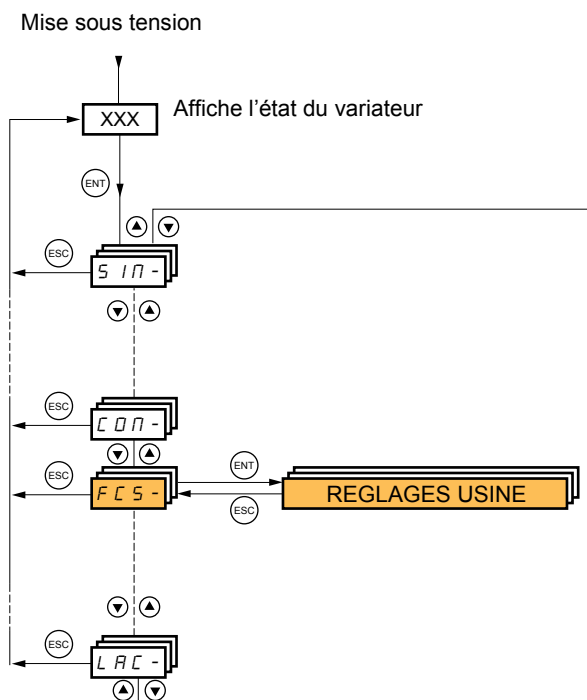 Mise sous tension
XXX
Affiche l'état du variateur
ENT
ESC
SIM-
ESC
COM-
ESC
ENT
FCS-
REGLAGES USINE
ESC
ESC
LAC-